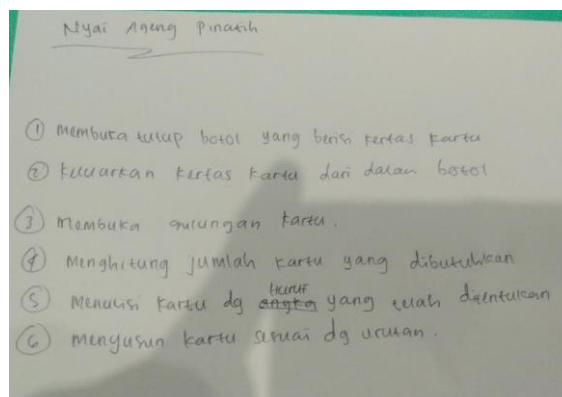 Nyai Ageng Pinatih
① Membuka tutup botol yang berisi kertas kartu
② Keluarkan kertas kartu dari dalam botol
③ Membuka gulungan kartu.
④ Menghitung jumlah kartu yang dibutuhkan
⑤ Menulisi kartu dg angka huruf yang telah ditentukan
⑥ Menyusun kartu sesuai dg urutan.